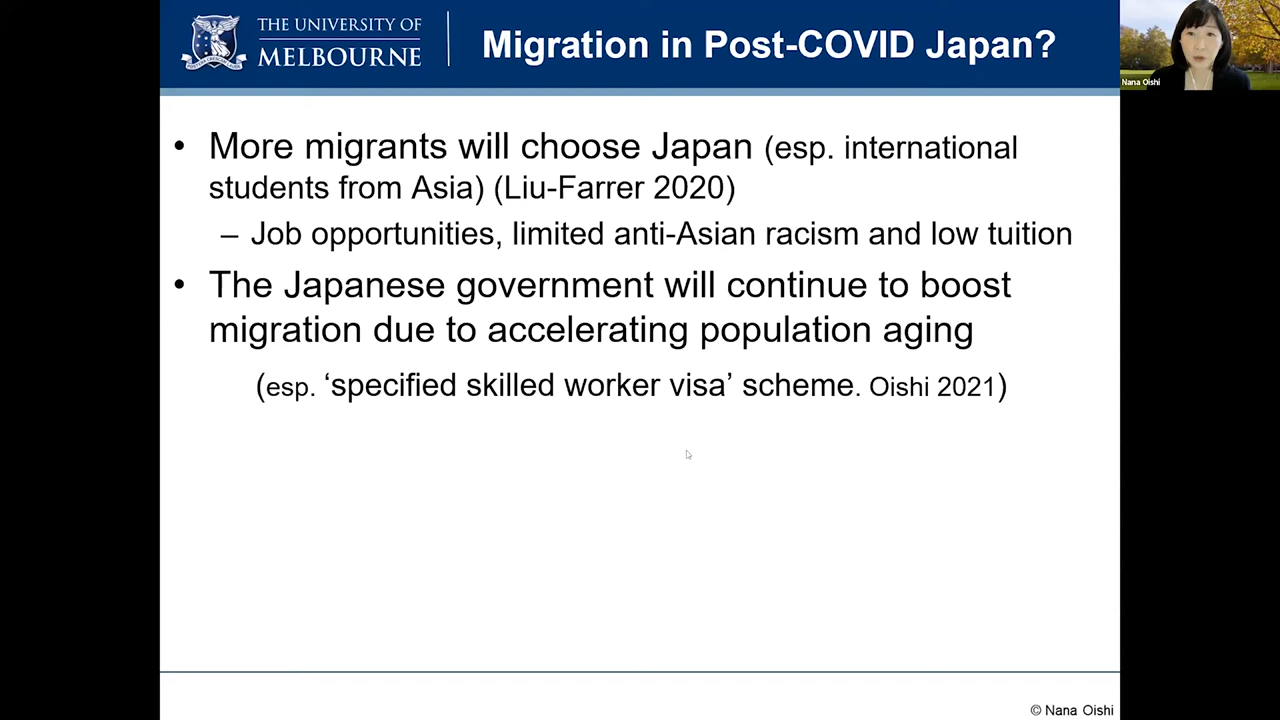 THE UNIVERSITY OF
MELBOURNE
Migration in Post-COVID Japan?
Nana Oishi
• More migrants will choose Japan (esp. international
students from Asia) (Liu-Farrer 2020)
– Job opportunities, limited anti-Asian racism and low tuition
• The Japanese government will continue to boost
migration due to accelerating population aging
(esp. ‘specified skilled worker visa’ scheme. Oishi 2021)
© Nana Oishi